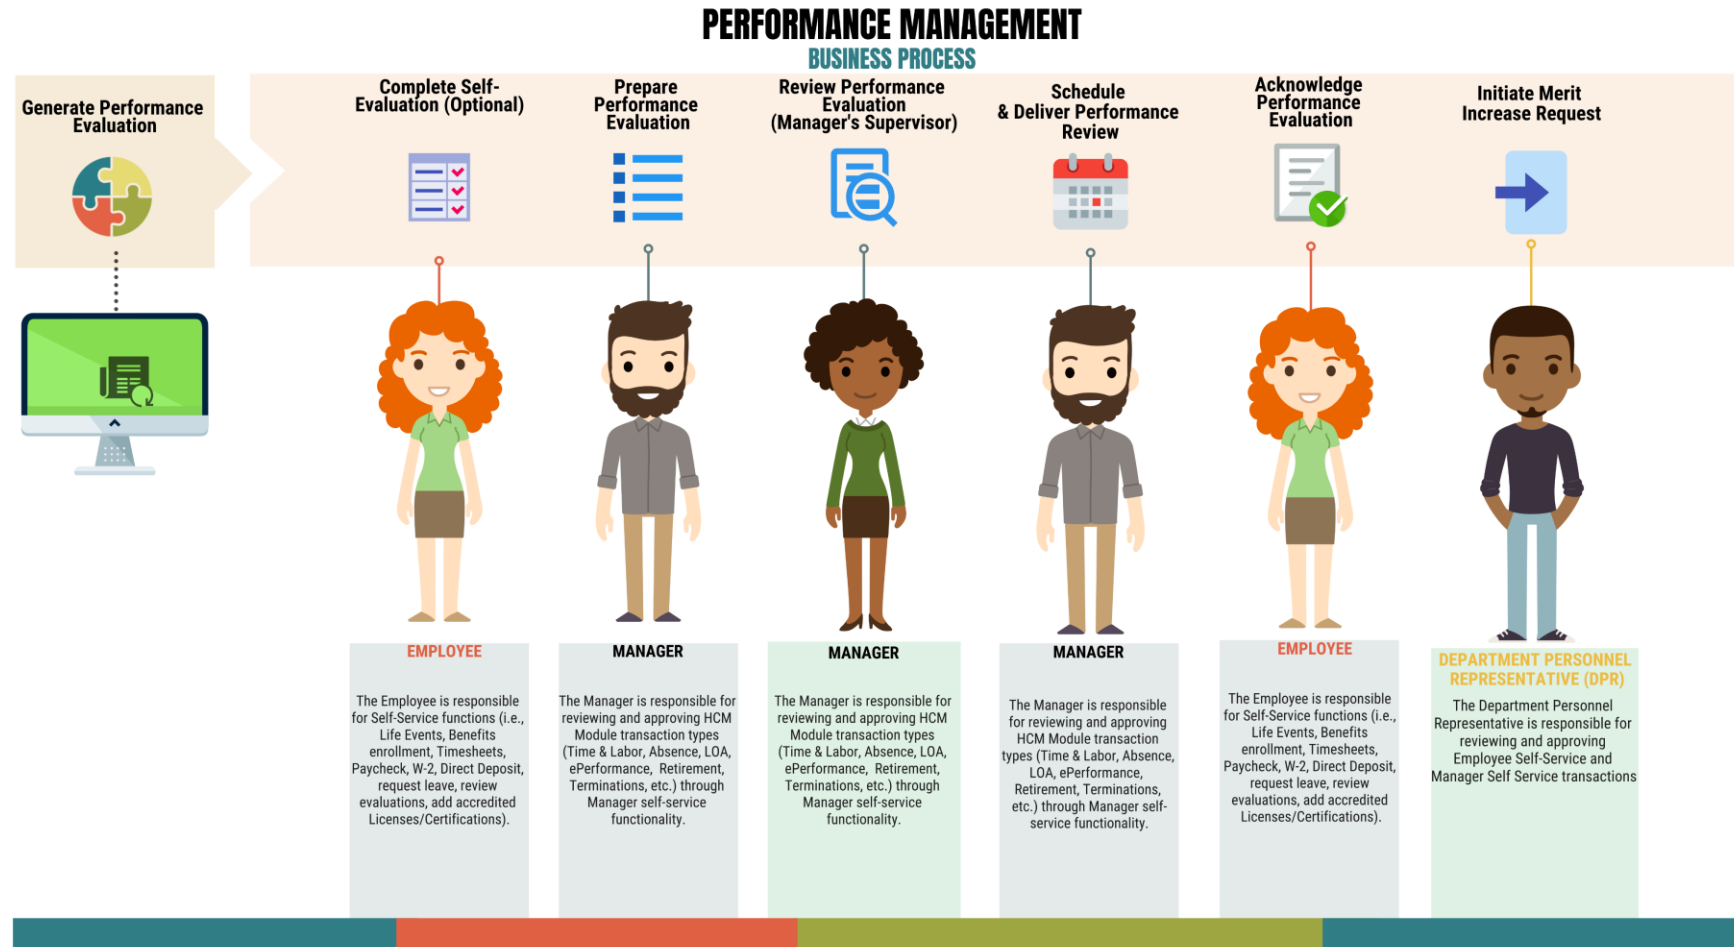 PERFORMANCE MANAGEMENT
BUSINESS PROCESS
Generate Performance
Evaluation
Complete Self-
Evaluation (Optional)
Prepare
Performance
Evaluation
Review Performance
Evaluation
(Manager's Supervisor)
Schedule
& Deliver Performance
Review
Acknowledge
Performance
Evaluation
Initiate Merit
Increase Request
EMPLOYEE
The Employee is responsible
for Self-Service functions (i.e.,
Life Events, Benefits
enrollment, Timesheets,
Paycheck, W-2, Direct Deposit,
request leave, review
evaluations, add accredited
Licenses/Certifications).
MANAGER
The Manager is responsible for
reviewing and approving HCM
Module transaction types
(Time & Labor, Absence, LOA,
ePerformance, Retirement,
Terminations, etc.) through
Manager self-service
functionality.
MANAGER
The Manager is responsible for
reviewing and approving HCM
Module transaction types
(Time & Labor, Absence, LOA,
ePerformance, Retirement,
Terminations, etc.) through
Manager self-service
functionality.
MANAGER
The Manager is responsible
for reviewing and approving
HCM Module transaction
types (Time & Labor, Absence,
LOA, ePerformance,
Retirement, Terminations,
etc.) through Manager self-
service functionality.
EMPLOYEE
The Employee is responsible
for Self-Service functions (i.e.,
Life Events, Benefits
enrollment, Timesheets,
Paycheck, W-2, Direct Deposit,
request leave, review
evaluations, add accredited
Licenses/Certifications).
DEPARTMENT PERSONNEL
REPRESENTATIVE (DPR)
The Department Personnel
Representative is responsible for
reviewing and approving
Employee Self-Service and
Manager Self Service transactions